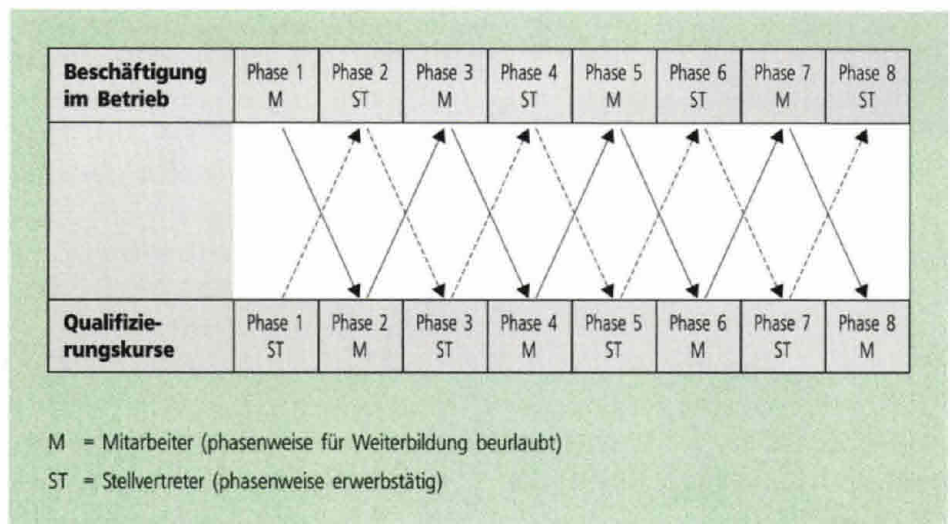 Beschäftigung im Betrieb
Phase 1 Phase 2 Phase 3 Phase 4 Phase 5 Phase 6 Phase 7 Phase 8
M ST M ST M ST M ST
Qualifizie-
rungskurse
Phase 1 Phase 2 Phase 3 Phase 4 Phase 5 Phase 6 Phase 7 Phase 8
ST M ST M ST M ST M
M = Mitarbeiter (phasenweise für Weiterbildung beurlaubt)
ST = Stellvertreter (phasenweise erwerbstätig)